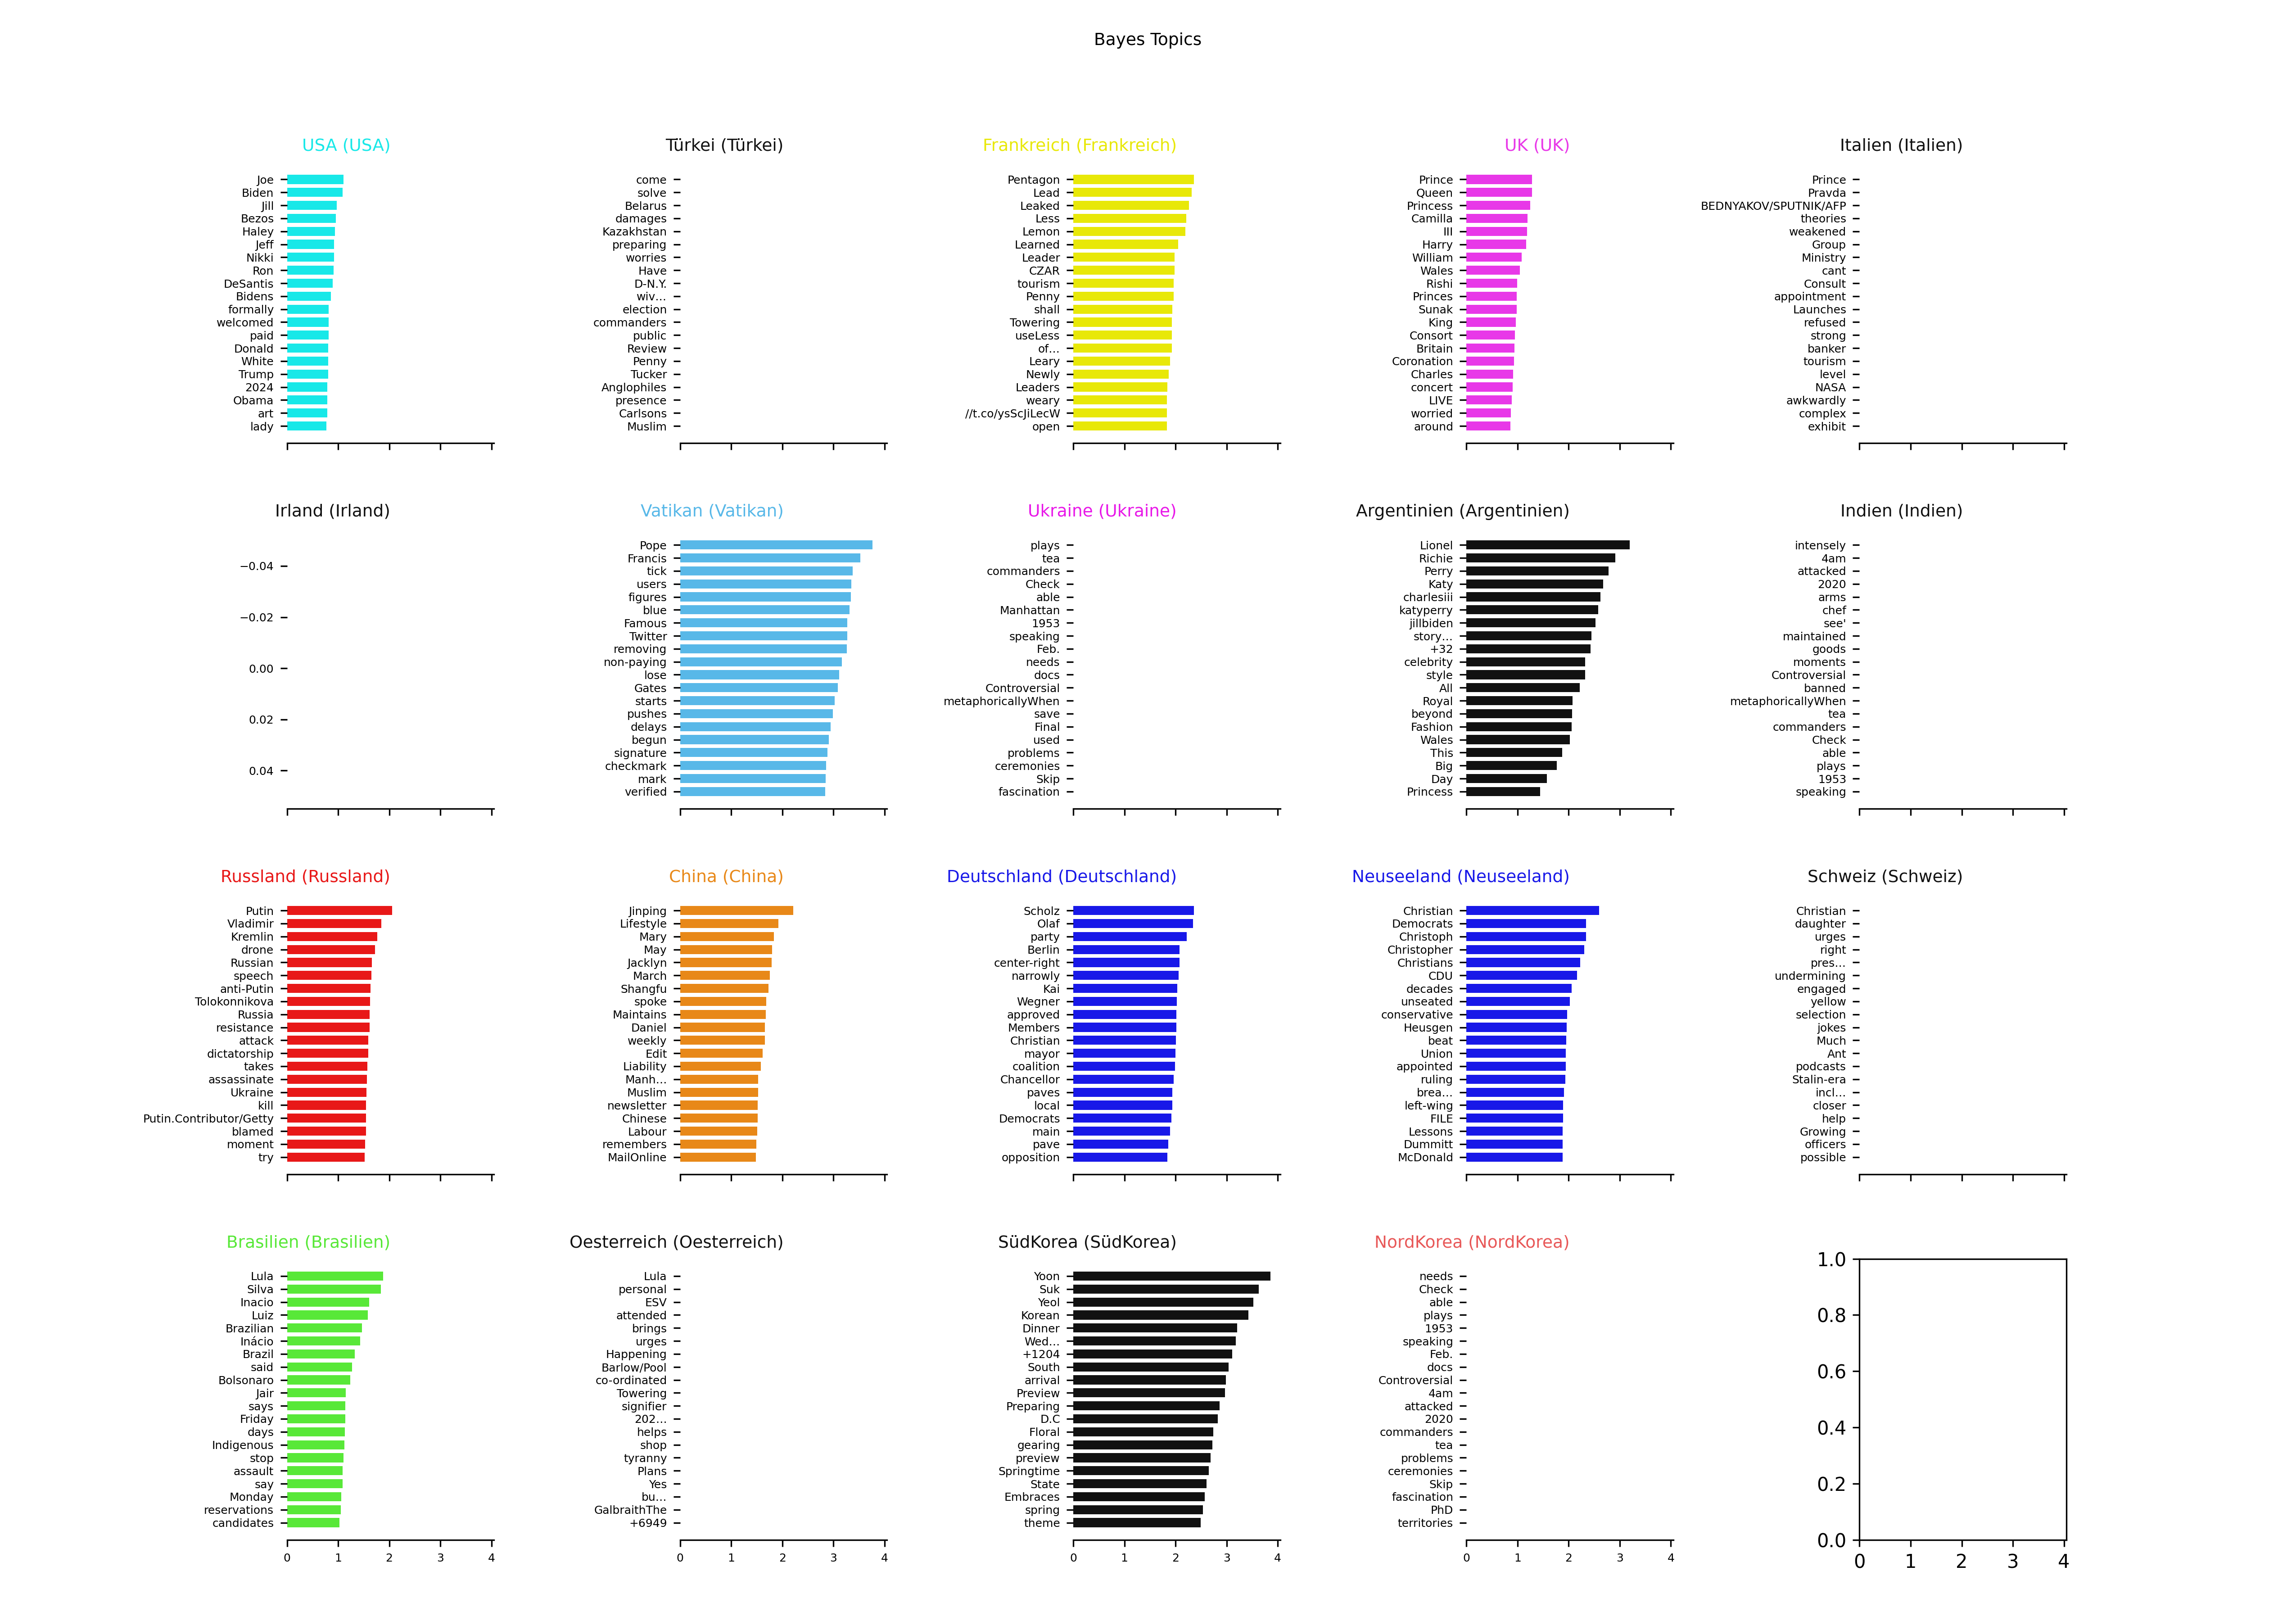 Bayes Topics
USA (USA)
Joe
Biden
Jill
Bezos
Haley
Jeff
Nikki
Ron
DeSantis
Bidens
formally
welcomed
paid
Donald
White
Trump
2024
Obama
art
lady
Türkei (Türkei)
come
solve
Belarus
damages
Kazakhstan
preparing
worries
Have
D-N.Y.
wiv…
election
commanders
public
Review
Penny
Tucker
Anglophiles
presence
Carlsons
Muslim
Frankreich (Frankreich)
Pentagon
Lead
Leaked
Less
Lemon
Learned
Leader
CZAR
tourism
Penny
shall
Towering
useLess
of…
Leary
Newly
Leaders
weary
//t.co/ysScJiLecW
open
UK (UK)
Prince
Queen
Princess
Camilla
III
Harry
William
Wales
Rishi
Princes
Sunak
King
Consort
Britain
Coronation
Charles
concert
LIVE
worried
around
Italien (Italien)
Prince
Pravda
BEDNYAKOV/SPUTNIK/AFP
theories
weakened
Group
Ministry
cant
Consult
appointment
Launches
refused
strong
banker
tourism
level
NASA
awkwardly
complex
exhibit
Irland (Irland)
−0.04
−0.02
0.00
0.02
0.04
Vatikan (Vatikan)
Pope
Francis
tick
users
figures
blue
Famous
Twitter
removing
non-paying
lose
Gates
starts
pushes
delays
begun
signature
checkmark
mark
verified
Ukraine (Ukraine)
plays
tea
commanders
Check
able
Manhattan
1953
speaking
Feb.
needs
docs
Controversial
metaphoricallyWhen
save
Final
used
problems
ceremonies
Skip
fascination
Argentinien (Argentinien)
Lionel
Richie
Perry
Katy
charlesiii
katyperry
jillbiden
story…
+32
celebrity
style
All
Royal
beyond
Fashion
Wales
This
Big
Day
Princess
Indien (Indien)
intensely
4am
attacked
2020
arms
chef
see'
maintained
goods
moments
Controversial
banned
metaphoricallyWhen
tea
commanders
Check
able
plays
1953
speaking
Russland (Russland)
Putin
Vladimir
Kremlin
drone
Russian
speech
anti-Putin
Tolokonnikova
Russia
resistance
attack
dictatorship
takes
assassinate
Ukraine
kill
Putin.Contributor/Getty
blamed
moment
try
China (China)
Jinping
Lifestyle
Mary
May
Jacklyn
March
Shangfu
spoke
Maintains
Daniel
weekly
Edit
Liability
Manh…
Muslim
newsletter
Chinese
Labour
remembers
MailOnline
Deutschland (Deutschland)
Scholz
Olaf
party
Berlin
center-right
narrowly
Kai
Wegner
approved
Members
Christian
mayor
coalition
Chancellor
paves
local
Democrats
main
pave
opposition
Neuseeland (Neuseeland)
Christian
Democrats
Christoph
Christopher
Christians
CDU
decades
unseated
conservative
Heusgen
beat
Union
appointed
ruling
brea…
left-wing
FILE
Lessons
Dummitt
McDonald
Schweiz (Schweiz)
Christian
daughter
urges
right
pres…
undermining
engaged
yellow
selection
jokes
Much
Ant
podcasts
Stalin-era
incl…
closer
help
Growing
officers
possible
Brasilien (Brasilien)
Lula
Silva
Inacio
Luiz
Brazilian
Inácio
Brazil
said
Bolsonaro
Jair
says
Friday
days
Indigenous
stop
assault
say
Monday
reservations
candidates
0 1 2 3 4
Oesterreich (Oesterreich)
Lula
personal
ESV
attended
brings
urges
Happening
Barlow/Pool
co-ordinated
Towering
signifier
202…
helps
shop
tyranny
Plans
Yes
bu…
GalbraithThe
+6949
0 1 2 3 4
SüdKorea (SüdKorea)
Yoon
Suk
Yeol
Korean
Dinner
Wed…
+1204
South
arrival
Preview
Preparing
D.C
Floral
gearing
preview
Springtime
State
Embraces
spring
theme
0 1 2 3 4
NordKorea (NordKorea)
needs
Check
able
plays
1953
speaking
Feb.
docs
Controversial
4am
attacked
2020
commanders
tea
problems
ceremonies
Skip
fascination
PhD
territories
0 1 2 3 4
1.0
0.8
0.6
0.4
0.2
0.0
0 1 2 3 4